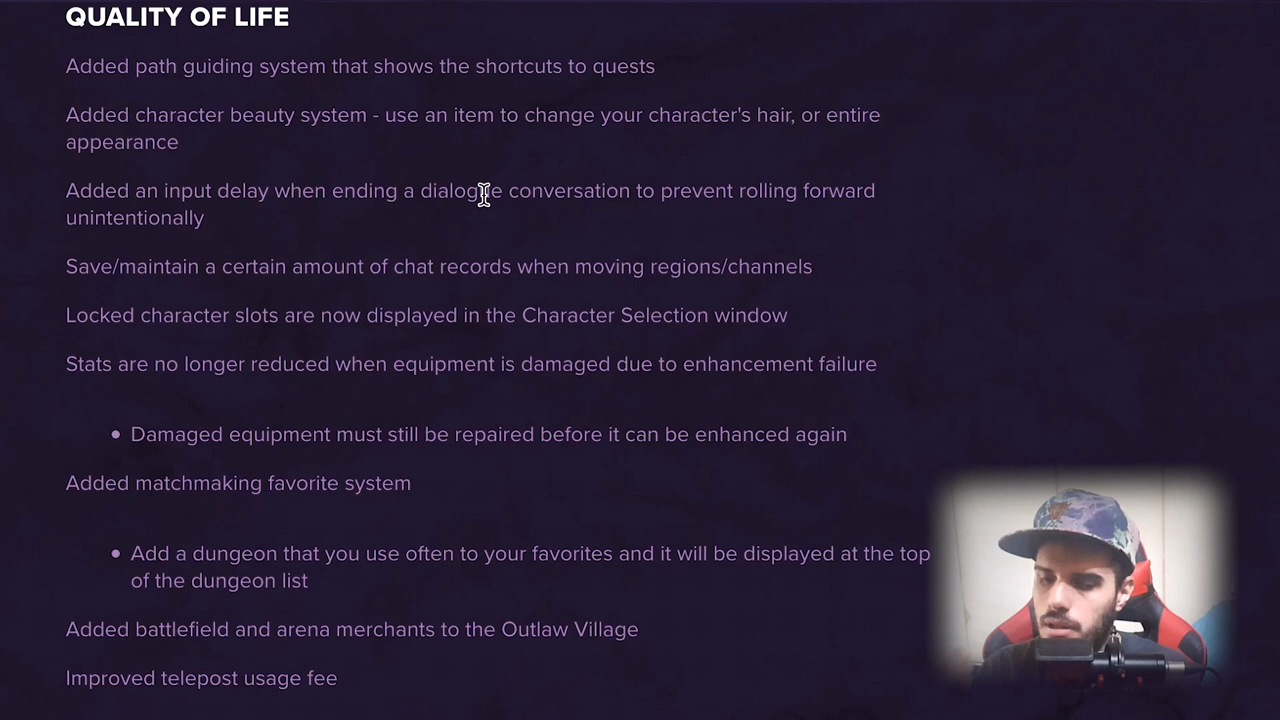 QUALITY OF LIFE
Added path guiding system that shows the shortcuts to quests
Added character beauty system - use an item to change your character's hair, or entire
appearance
Added an input delay when ending a dialogue conversation to prevent rolling forward
unintentionally
Save/maintain a certain amount of chat records when moving regions/channels
Locked character slots are now displayed in the Character Selection window
Stats are no longer reduced when equipment is damaged due to enhancement failure
• Damaged equipment must still be repaired before it can be enhanced again
Added matchmaking favorite system
• Add a dungeon that you use often to your favorites and it will be displayed at the top
of the dungeon list
Added battlefield and arena merchants to the Outlaw Village
Improved telepost usage fee